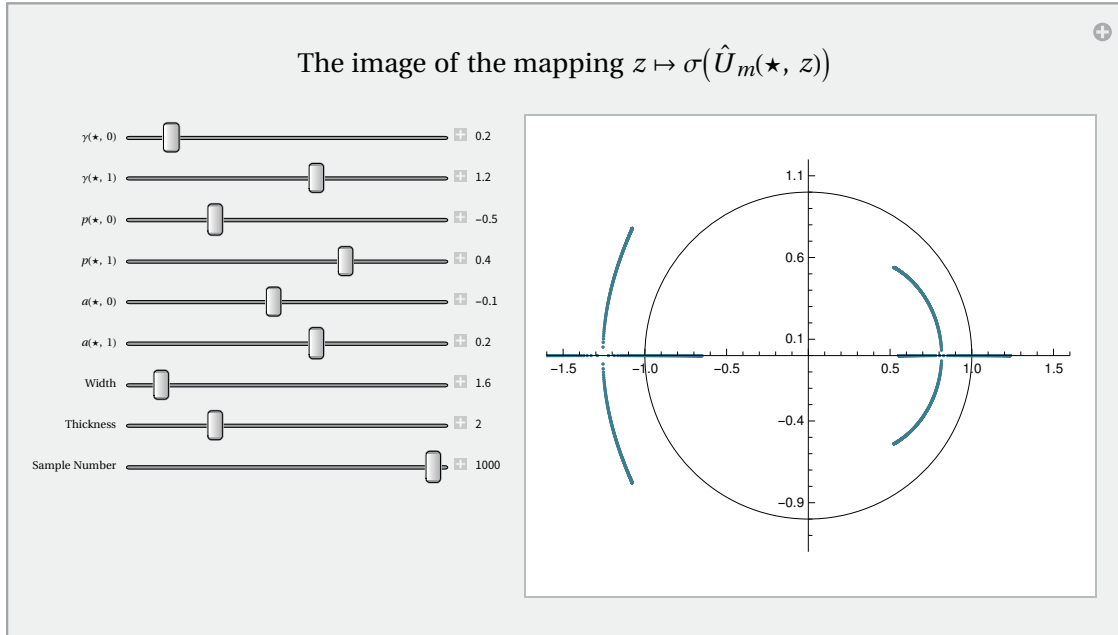 The image of the mapping z ↦ σ(Û_m(⋆, z))
γ(⋆, 0) 0.2
γ(⋆, 1) 1.2
p(⋆, 0) −0.5
p(⋆, 1) 0.4
a(⋆, 0) −0.1
a(⋆, 1) 0.2
Width 1.6
Thickness 2
Sample Number 1000
1.1
0.6
0.1
−1.5 −1.0 −0.5 0.5 1.0 1.5
−0.4
−0.9